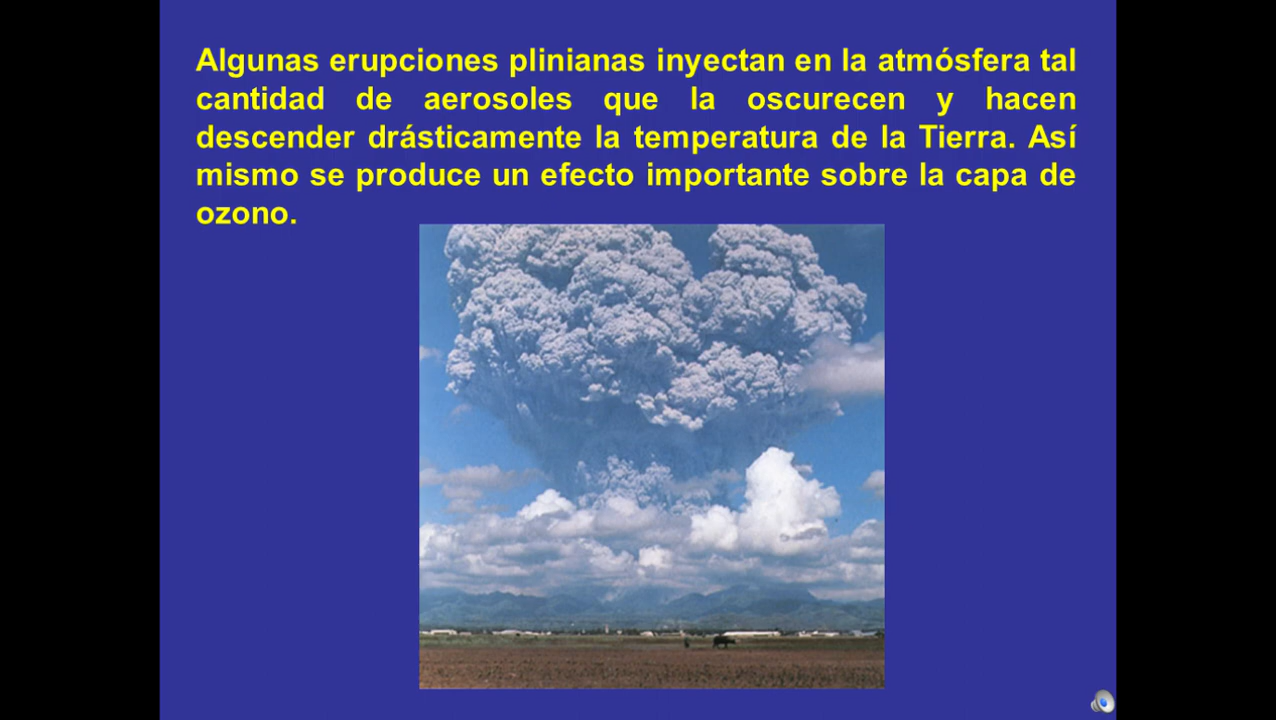 Algunas erupciones plinianas inyectan en la atmósfera tal
cantidad de aerosoles que la oscurecen y hacen
descender drásticamente la temperatura de la Tierra. Así
mismo se produce un efecto importante sobre la capa de
ozono.